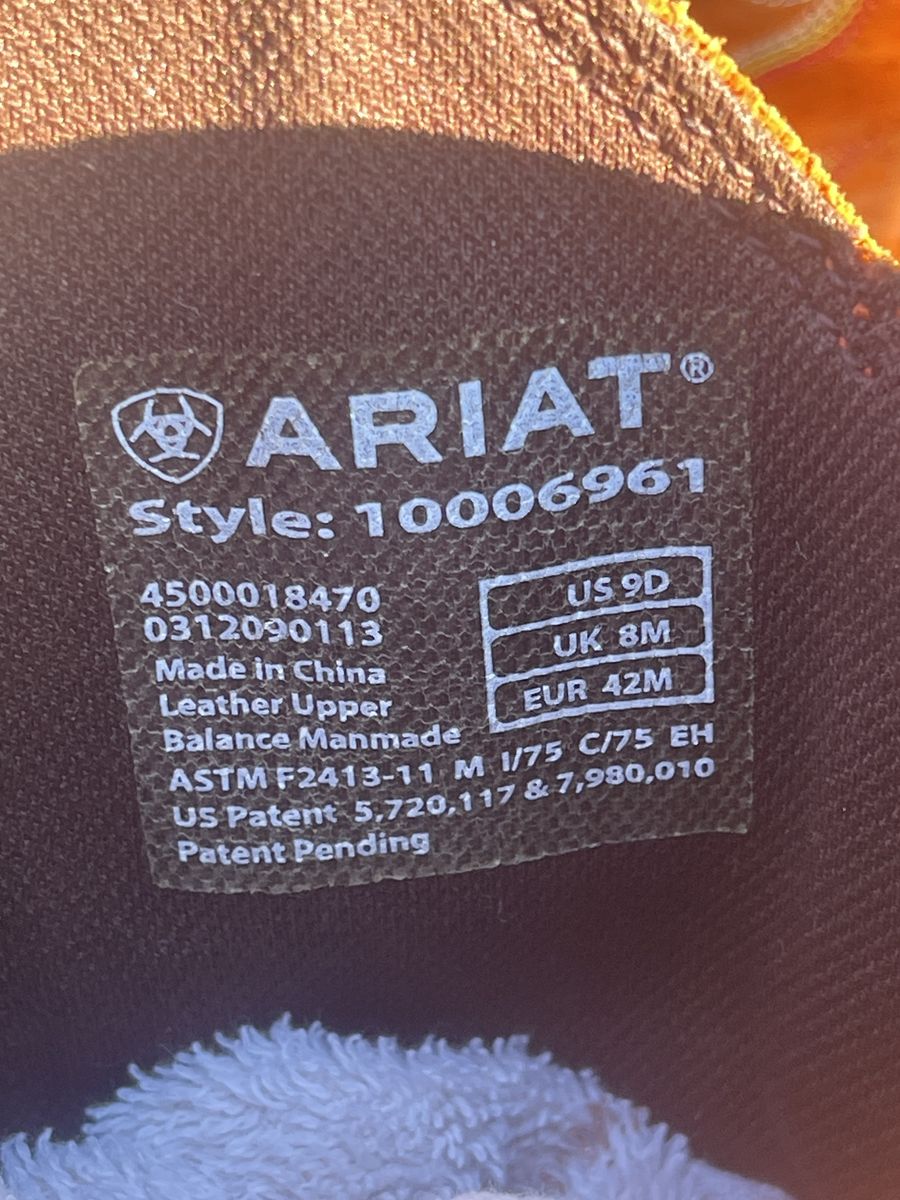 ARIAT®
Style: 10006961
4500018470
0312090113
Made in China
Leather Upper
Balance Manmade
US 9D
UK 8M
EUR 42M
ASTM F2413-11 M I/75 C/75 EH
US Patent 5,720,117 & 7,980,010
Patent Pending